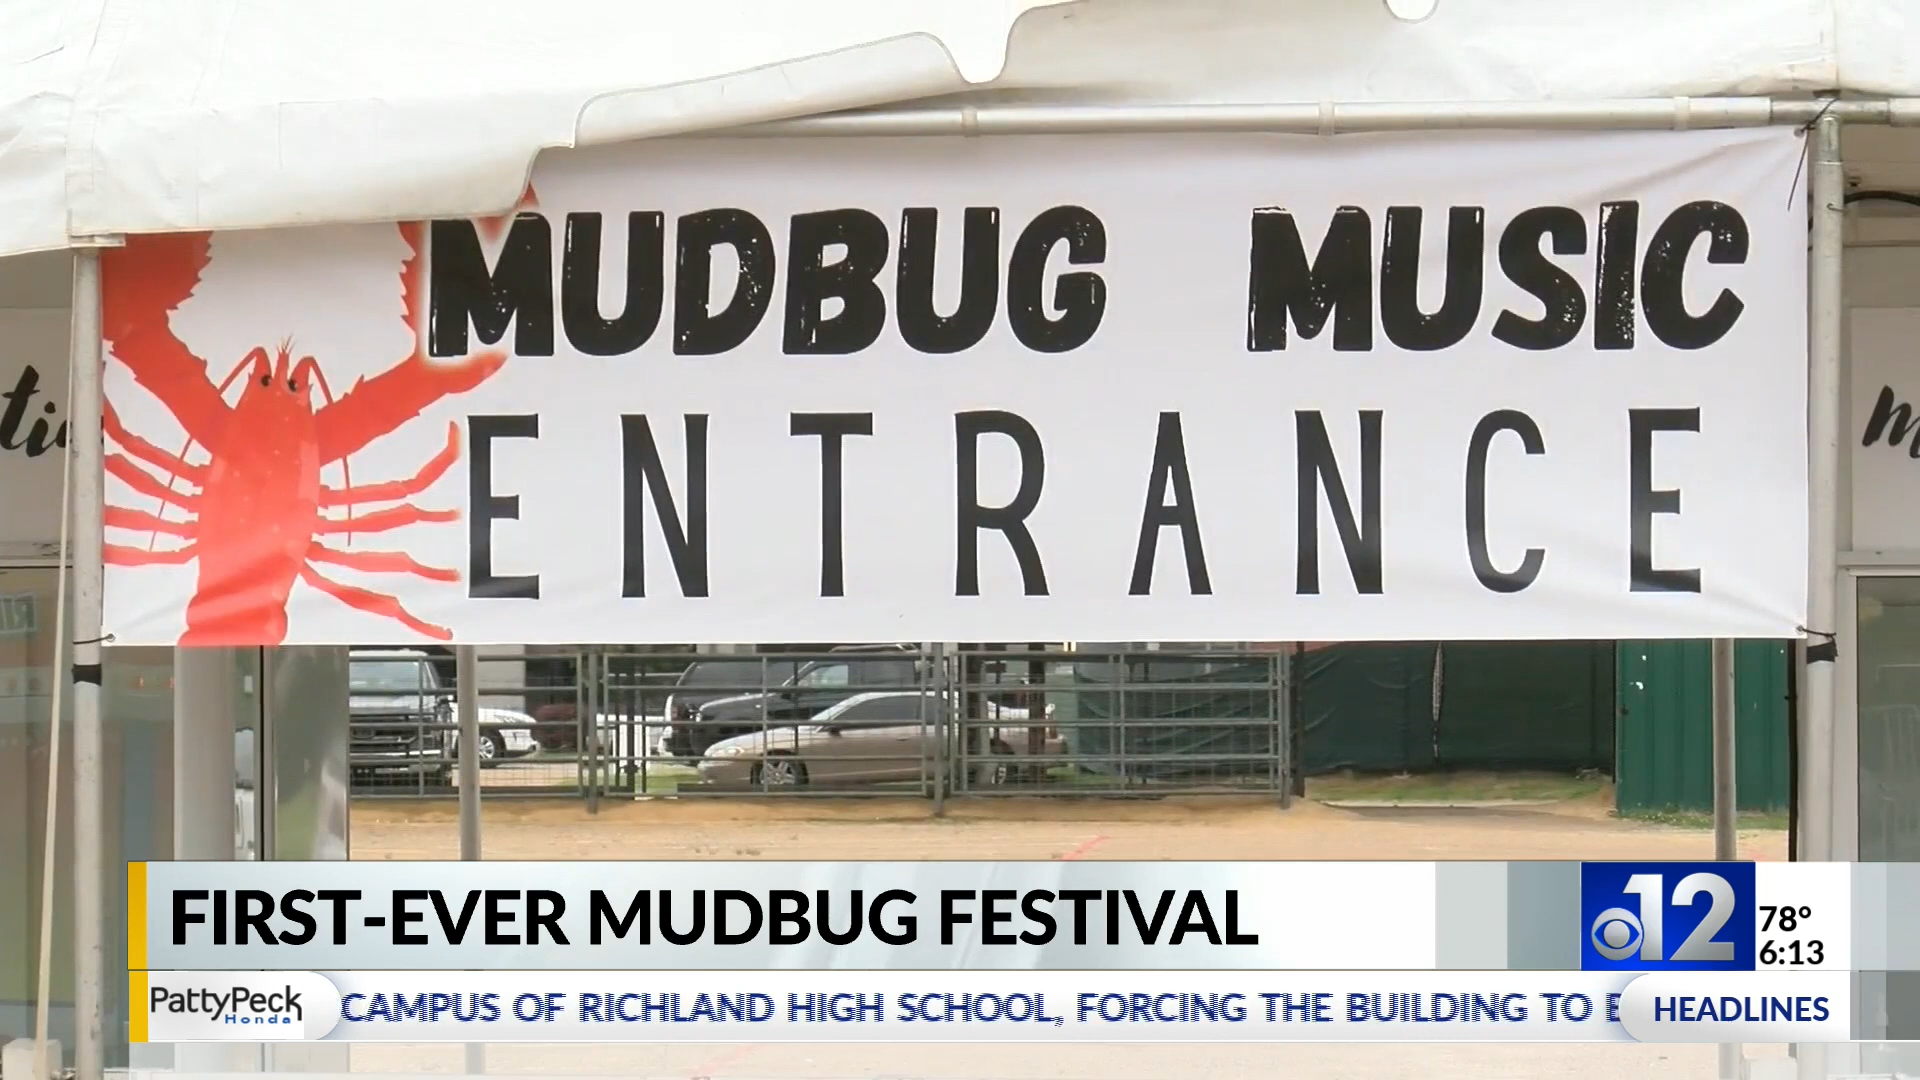 MUDBUG MUSIC
ENTRANCE
FIRST-EVER MUDBUG FESTIVAL
12
78°
6:13
PattyPeck
Honda
CAMPUS OF RICHLAND HIGH SCHOOL, FORCING THE BUILDING TO
HEADLINES